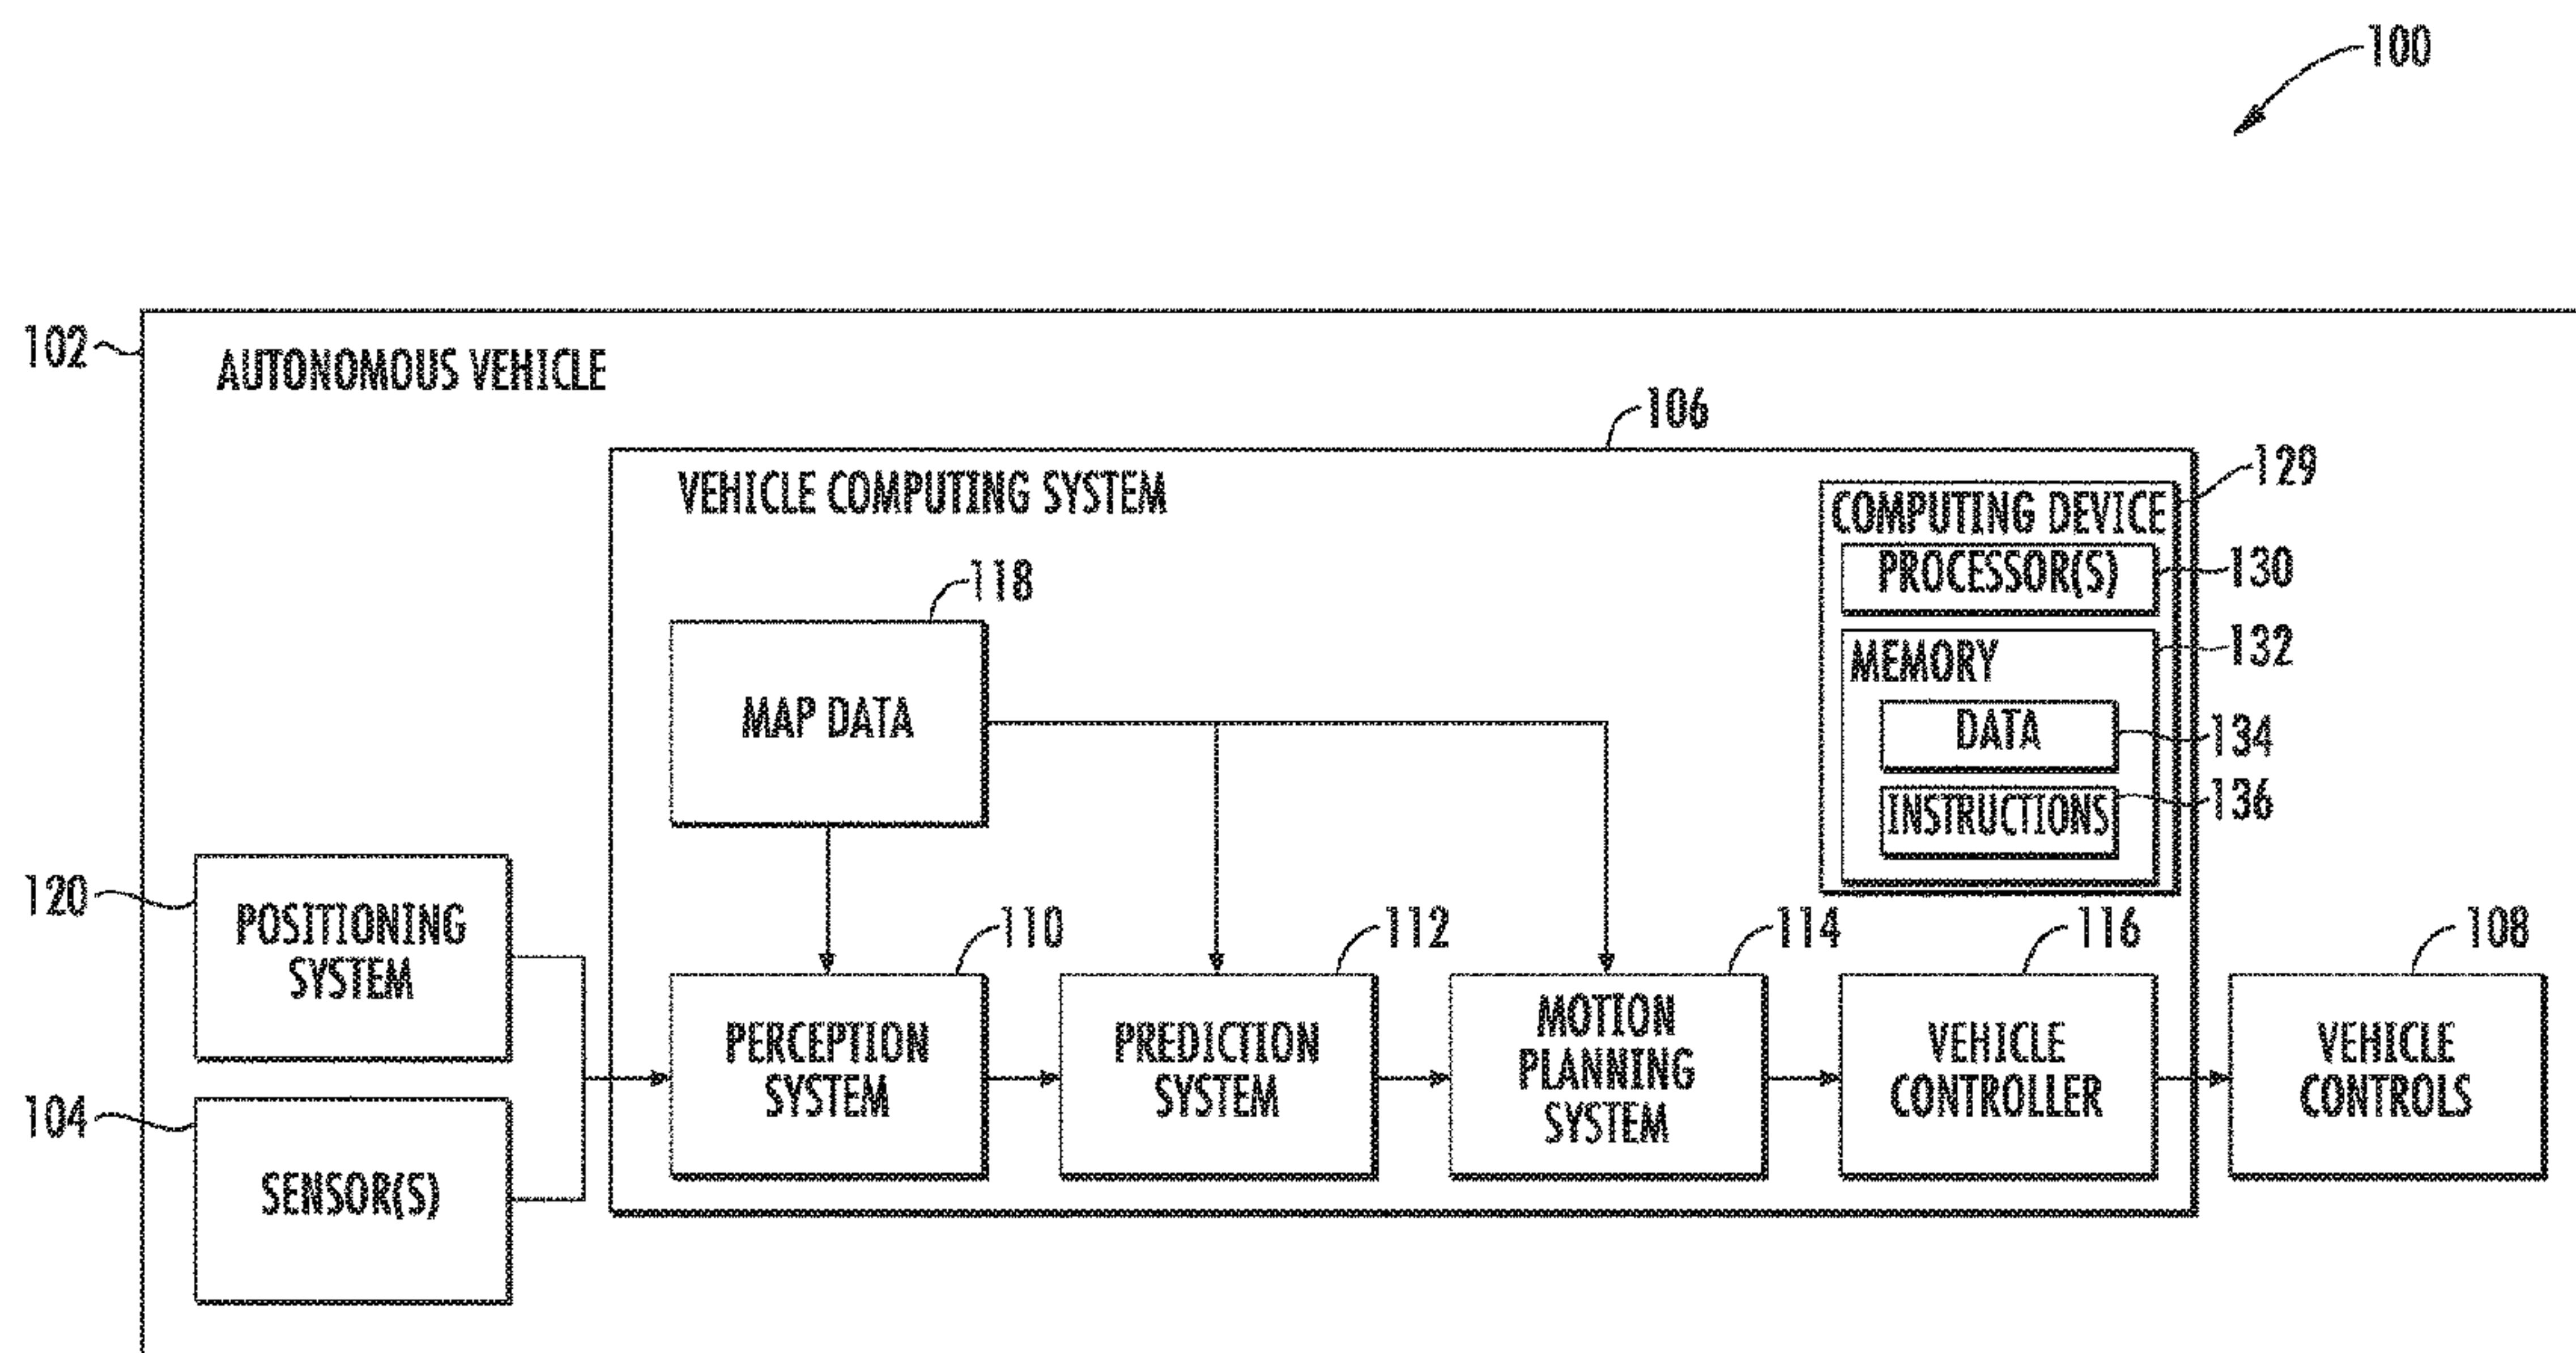 100
102
AUTONOMOUS VEHICLE
106
VEHICLE COMPUTING SYSTEM
129
COMPUTING DEVICE
PROCESSOR(S)
130
118
MEMORY
132
MAP DATA
DATA
134
INSTRUCTIONS
136
120
POSITIONING
SYSTEM
110
112
114
116
108
PERCEPTION
SYSTEM
PREDICTION
SYSTEM
MOTION
PLANNING
SYSTEM
VEHICLE
CONTROLLER
VEHICLE
CONTROLS
104
SENSOR(S)